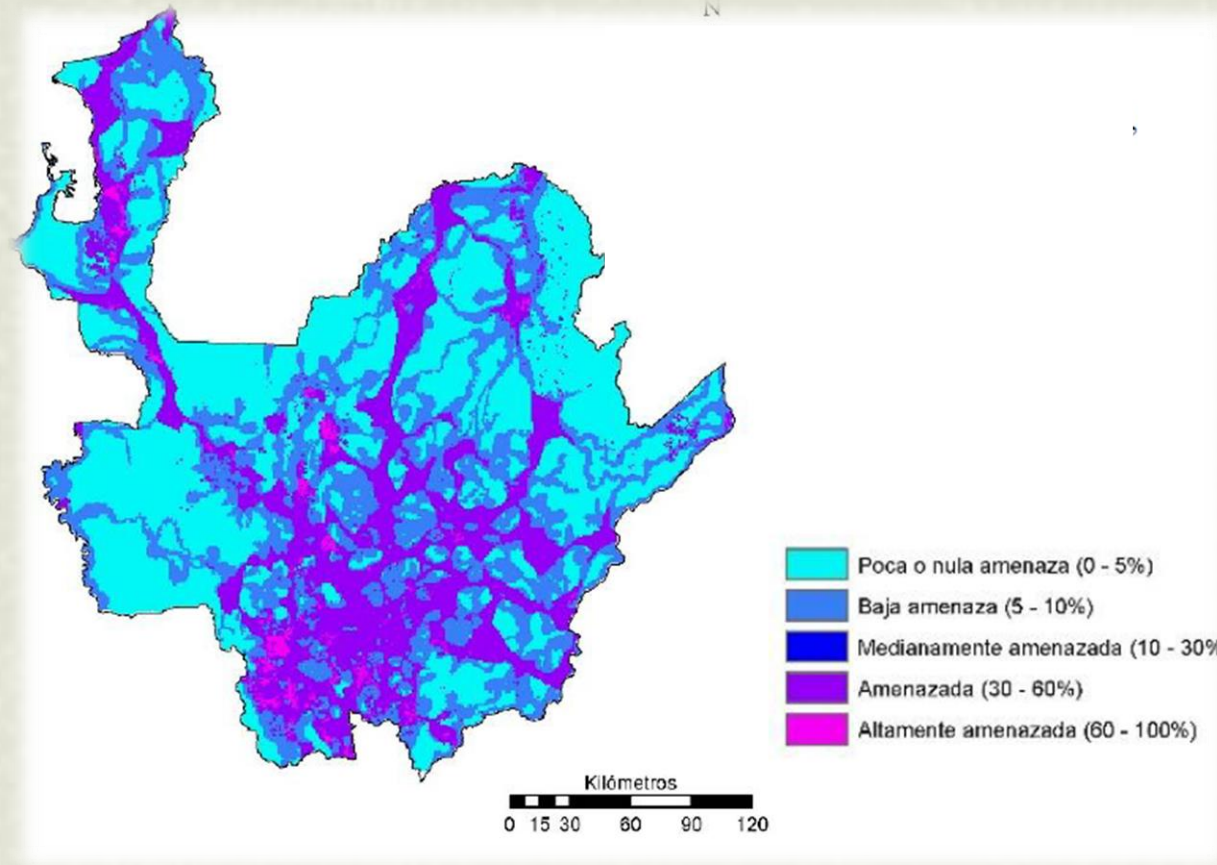 N
,
Poca o nula amenaza (0 - 5%)
Baja amenaza (5 - 10%)
Medianamente amenazada (10 - 30%
Amenazada (30 - 60%)
Altamente amenazada (60 - 100%)
Kilómetros
0 15 30 60 90 120